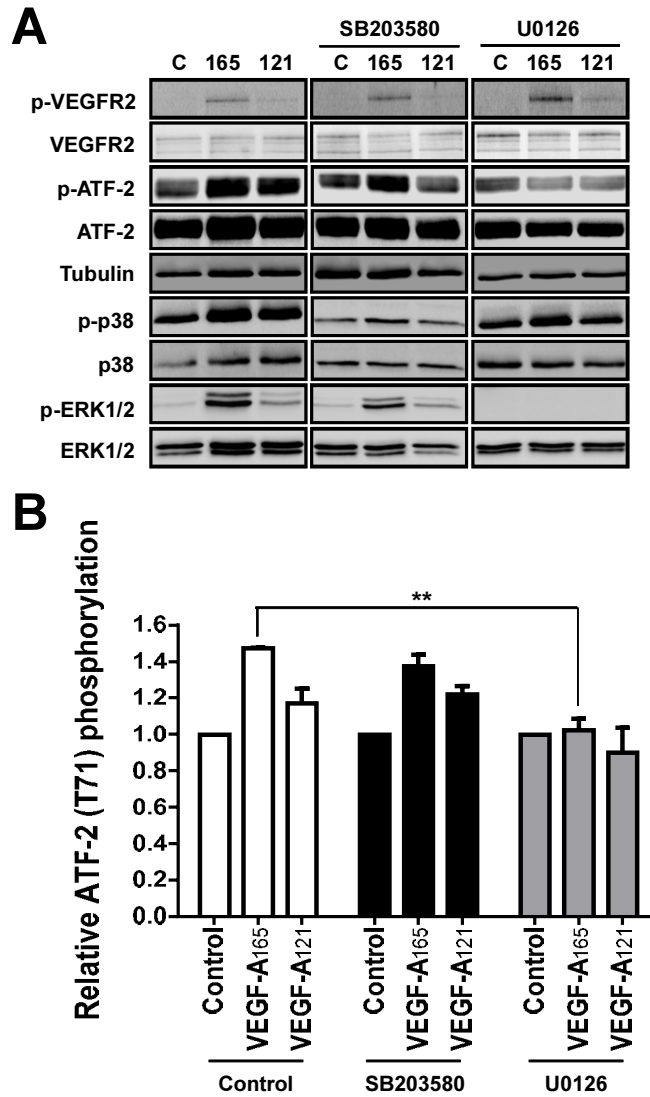 A
SB203580 U0126
C 165 121 C 165 121 C 165 121
p-VEGFR2
VEGFR2
p-ATF-2
ATF-2
Tubulin
p-p38
p38
p-ERK1/2
ERK1/2
B
Relative ATF-2 (T71) phosphorylation
**
1.6
1.4
1.2
1.0
0.8
0.6
0.4
0.2
0.0
Control VEGF-A165 VEGF-A121 Control VEGF-A165 VEGF-A121 Control VEGF-A165 VEGF-A121
Control SB203580 U0126